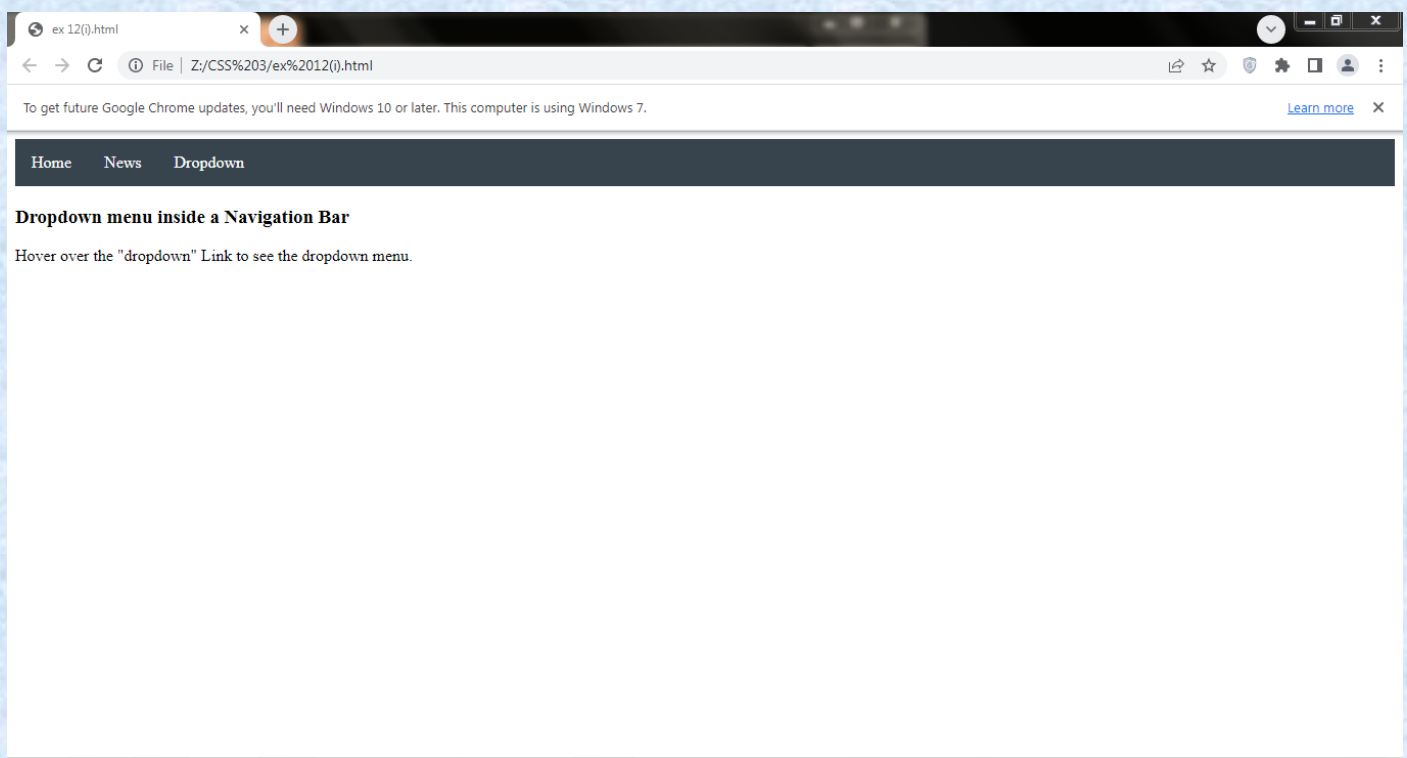 ex 12(i).html
File | Z:/CSS%203/ex%2012(i).html
To get future Google Chrome updates, you'll need Windows 10 or later. This computer is using Windows 7. Learn more
Home News Dropdown
Dropdown menu inside a Navigation Bar
Hover over the "dropdown" Link to see the dropdown menu.